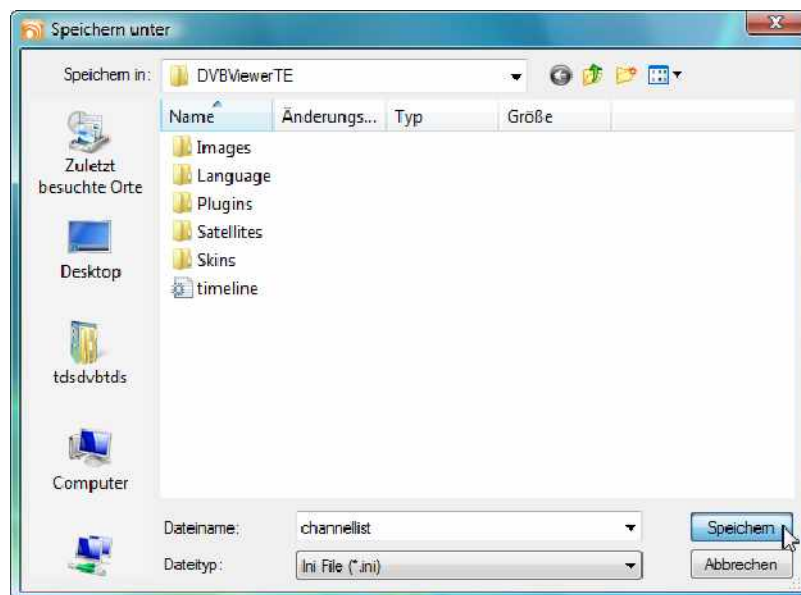 Speichern unter
Speichern in: DVBViewerTE
Name Änderungs... Typ Größe
Images
Language
Plugins
Satellites
Skins
timeline
Zuletzt
besuchte Orte
Desktop
tdsdvbtds
Computer
Dateiname: channellist Speichern
Dateityp: Ini File (*.ini) Abbrechen